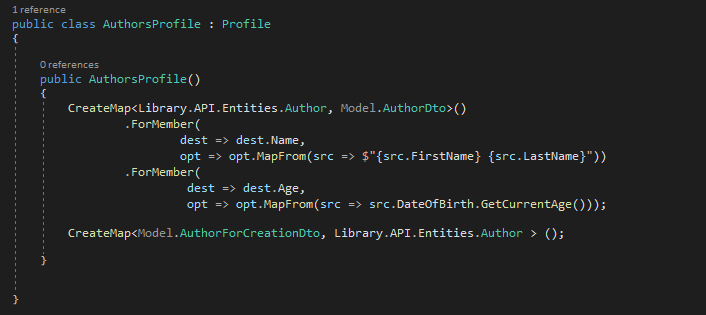 1 reference
public class AuthorsProfile : Profile
{
0 references
public AuthorsProfile()
{
CreateMap<Library.API.Entities.Author, Model.AuthorDto>()
.ForMember(
dest => dest.Name,
opt => opt.MapFrom(src => $"{src.FirstName} {src.LastName}"))
.ForMember(
dest => dest.Age,
opt => opt.MapFrom(src => src.DateOfBirth.GetCurrentAge()));
CreateMap<Model.AuthorForCreationDto, Library.API.Entities.Author > ();
}
}